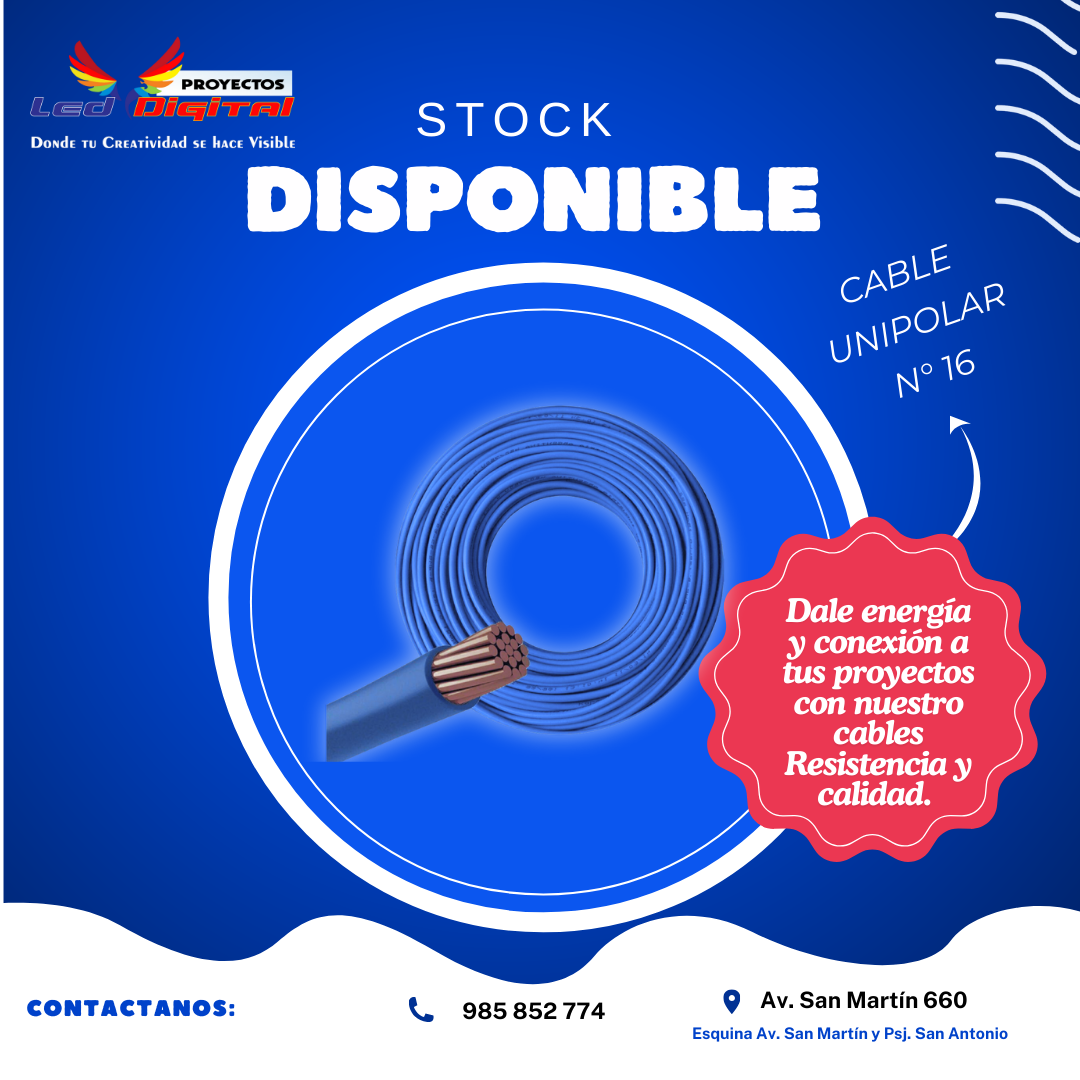 PROYECTOS
Led Digital
Donde tu Creatividad se hace Visible
STOCK
DISPONIBLE
CABLE
UNIPOLAR
N° 16
Dale energía
y conexión a
tus proyectos
con nuestro
cables
Resistencia y
calidad.
CONTACTANOS:
985 852 774
Av. San Martín 660
Esquina Av. San Martín y Psj. San Antonio